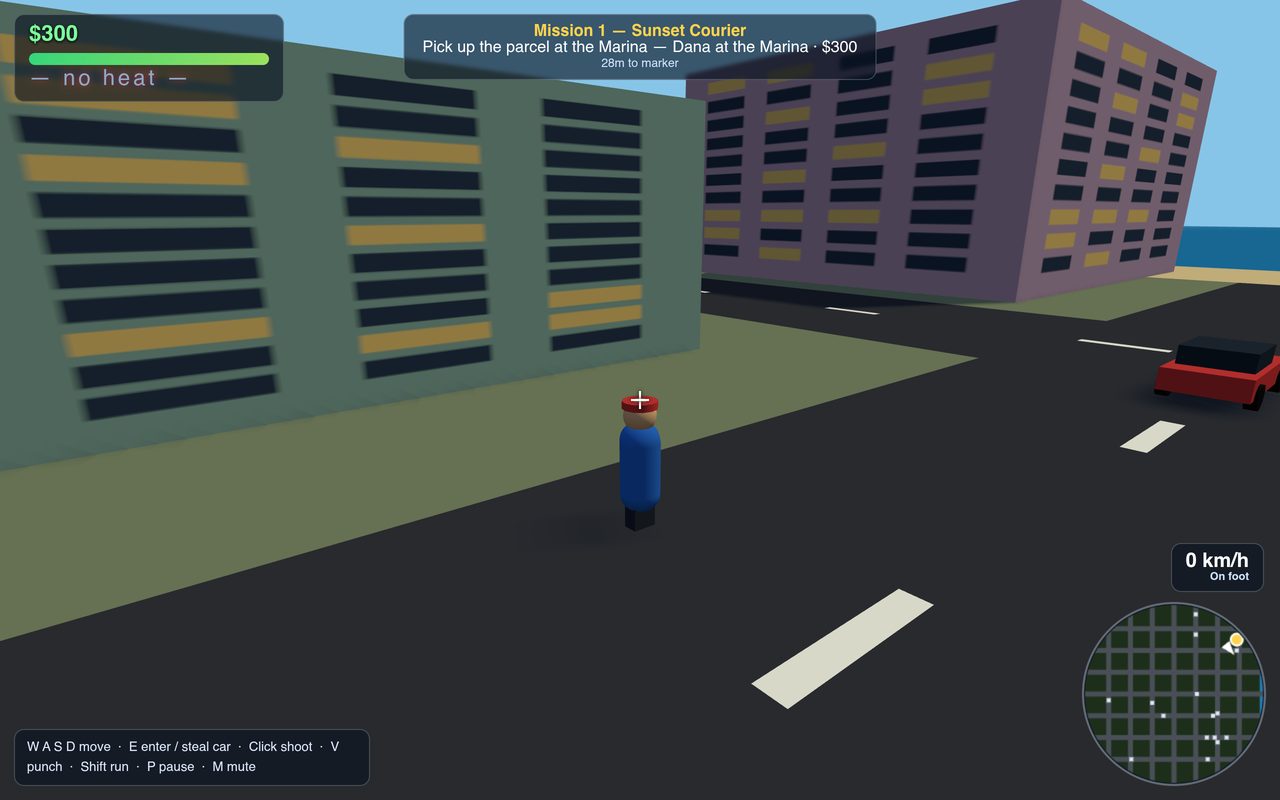 $300
— no heat —
Mission 1 — Sunset Courier
Pick up the parcel at the Marina — Dana at the Marina · $300
28m to marker
0 km/h
On foot
W A S D move · E enter / steal car · Click shoot · V
punch · Shift run · P pause · M mute